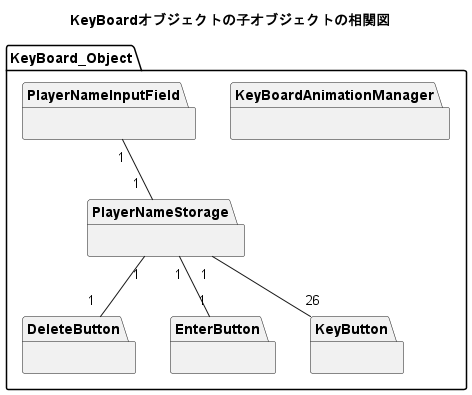 KeyBoardオブジェクトの子オブジェクトの相関図
KeyBoard_Object
PlayerNameInputField
KeyBoardAnimationManager
1
1
PlayerNameStorage
1
1
1
1
1
26
DeleteButton
EnterButton
KeyButton